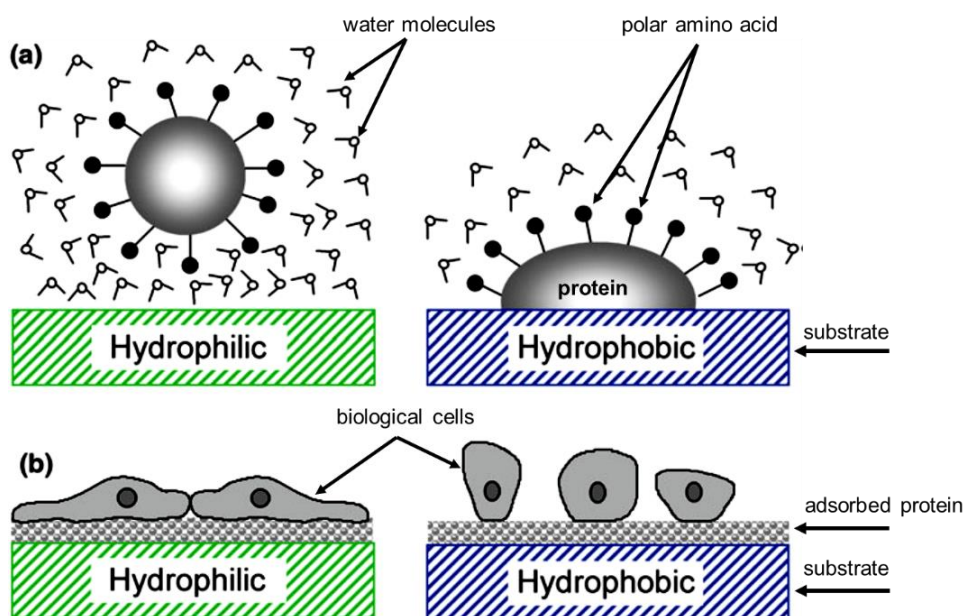 water molecules
polar amino acid
(a)
protein
Hydrophilic
Hydrophobic
substrate
biological cells
(b)
adsorbed protein
substrate
Hydrophilic
Hydrophobic